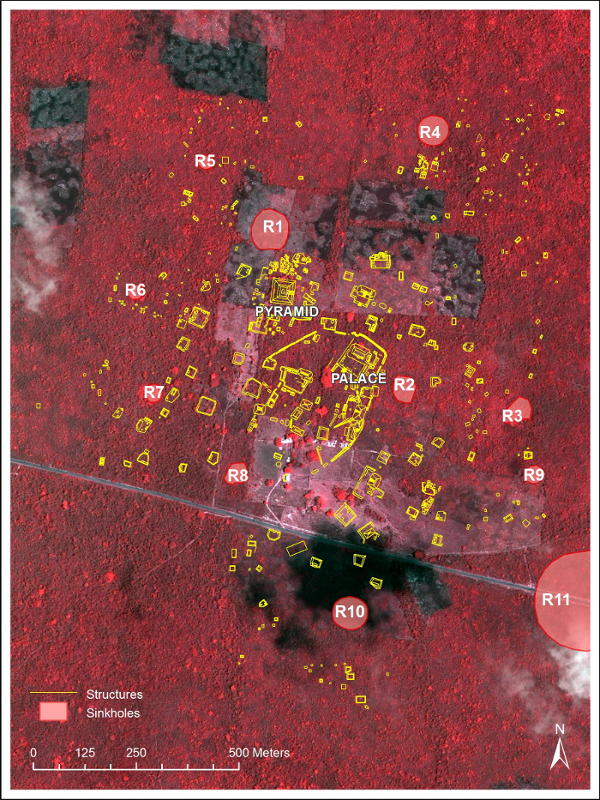 R4
R5
R1
R6
PYRAMID
PALACE
R2
R7
R3
R8
R9
R10
R11
Structures
Sinkholes
N
0 125 250 500 Meters